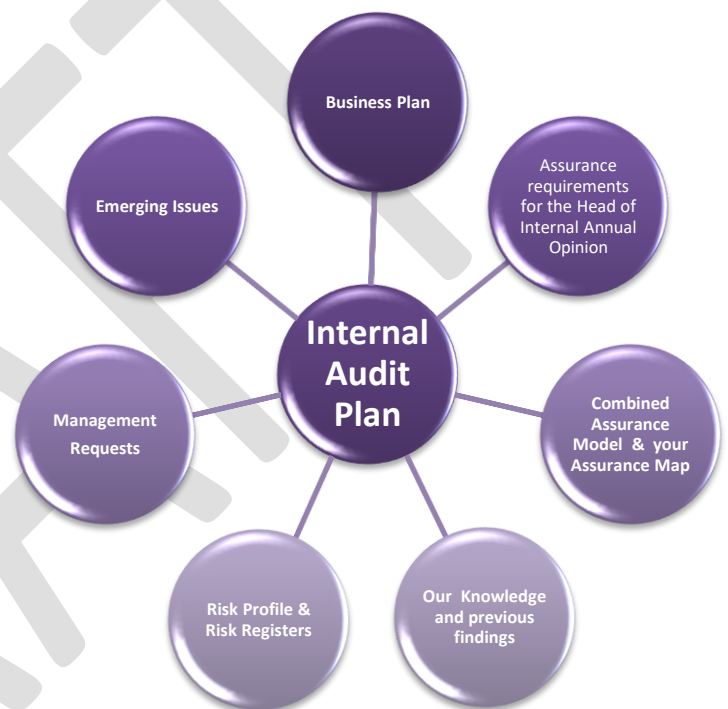 Business Plan
Emerging Issues
Assurance
requirements
for the Head of
Internal Annual
Opinion
Internal
Audit
Plan
Management
Requests
Combined
Assurance
Model & your
Assurance Map
Risk Profile &
Risk Registers
Our Knowledge
and previous
findings